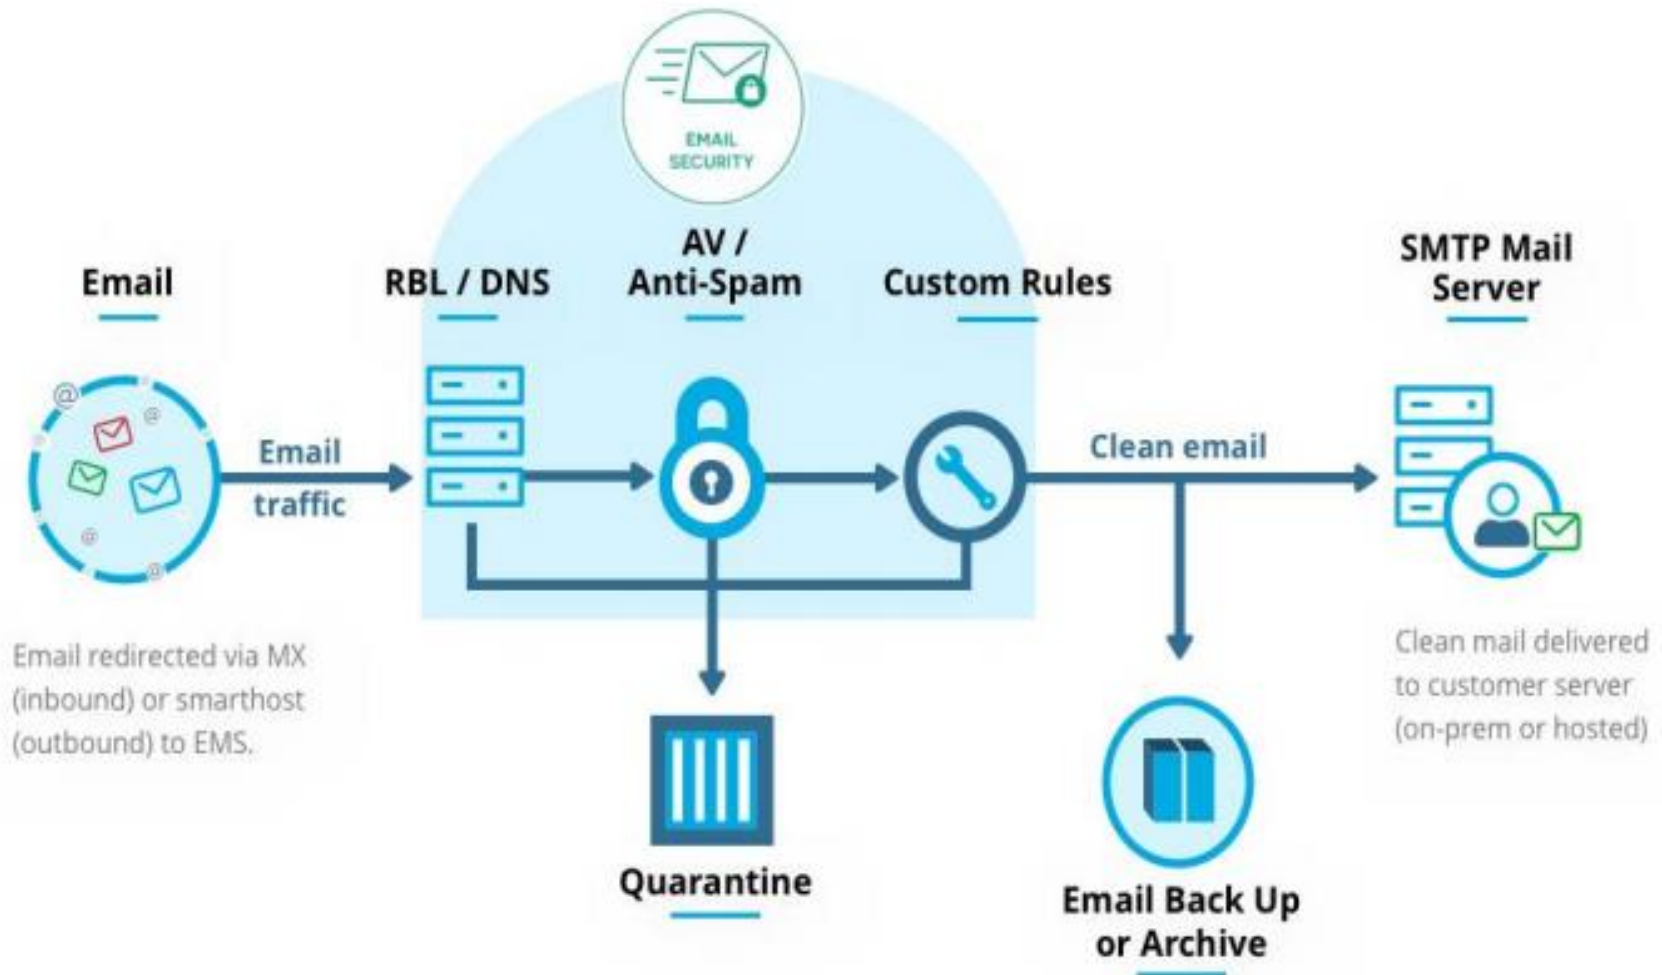 EMAIL
SECURITY
Email
RBL / DNS
AV /
Anti-Spam
Custom Rules
SMTP Mail
Server
@
@
@
@
Email
traffic
Clean email
Email redirected via MX
(inbound) or smarthost
(outbound) to EMS.
Clean mail delivered
to customer server
(on-prem or hosted)
Quarantine
Email Back Up
or Archive